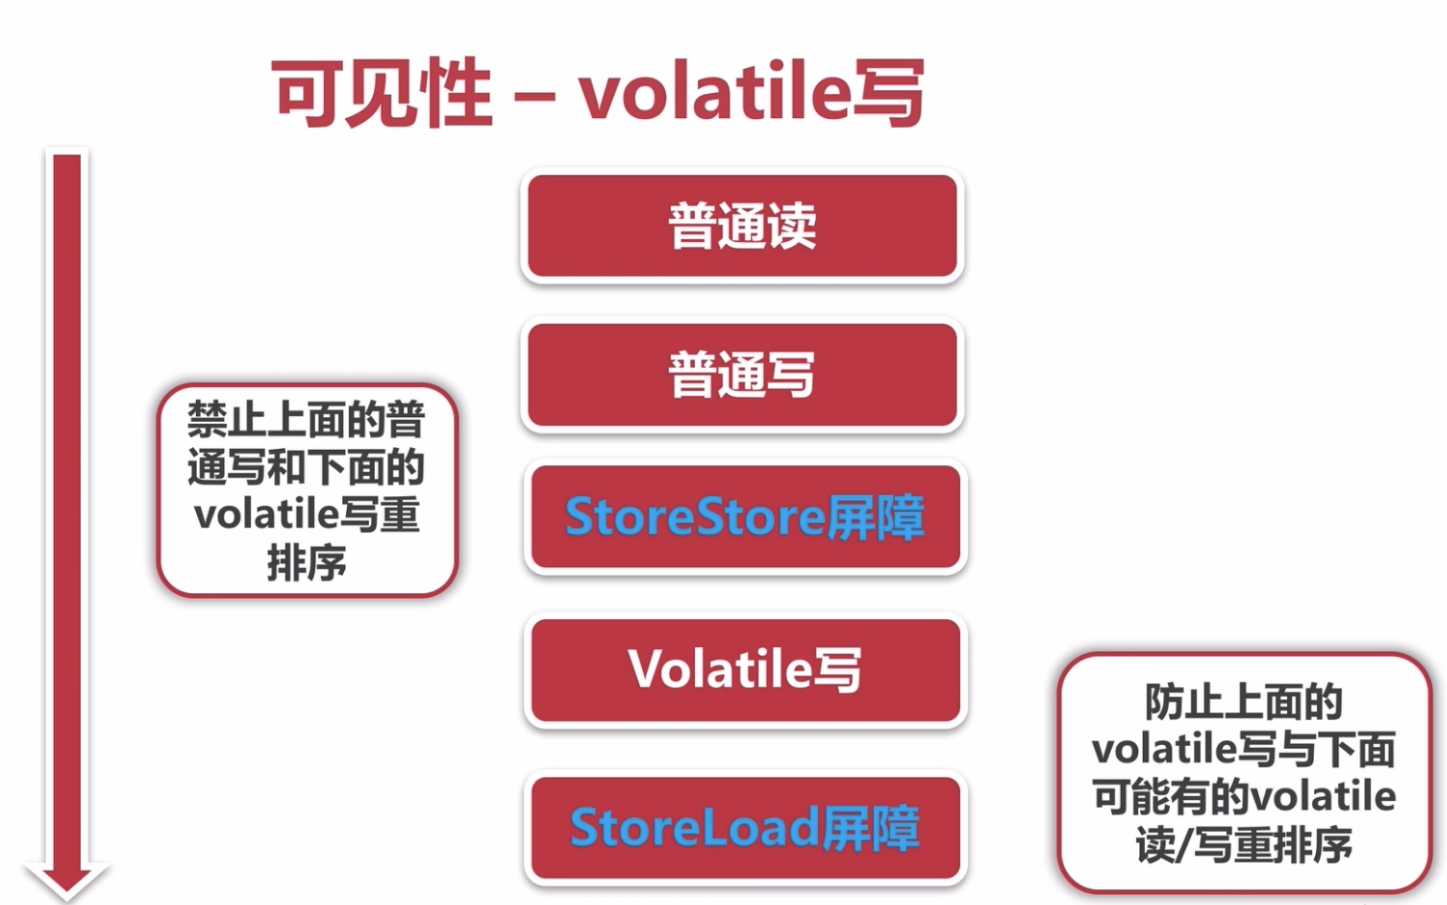 可见性 – volatile写
普通读
普通写
禁止上面的普
通写和下面的
volatile写重
排序
StoreStore屏障
Volatile写
防止上面的
volatile写与下面
可能有的volatile
读/写重排序
StoreLoad屏障